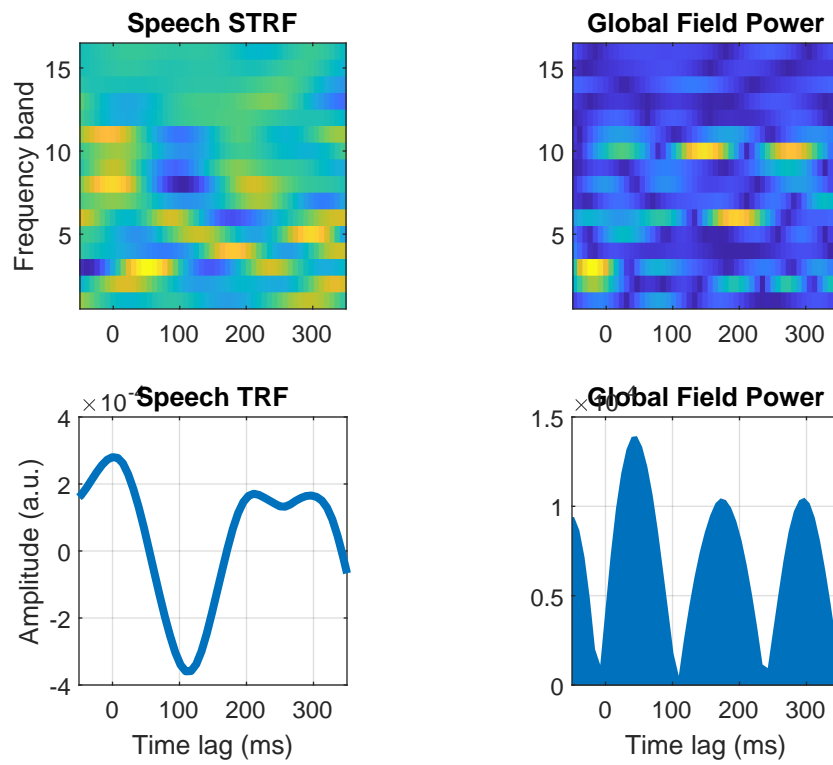 Speech STRF
Frequency band
15
10
5
0 100 200 300
Global Field Power
15
10
5
0 100 200 300
Speech TRF
× 10-4
Amplitude (a.u.)
4
2
0
-2
-4
0 100 200 300
Time lag (ms)
Global Field Power
1.5
1
0.5
0
0 100 200 300
Time lag (ms)